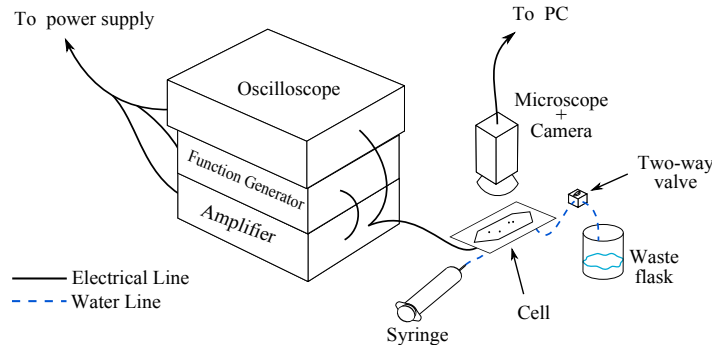 To power supply
To PC
Oscilloscope
Microscope
+
Camera
Function Generator
Two-way
valve
Amplifier
Electrical Line
Water Line
Waste
flask
Cell
Syringe